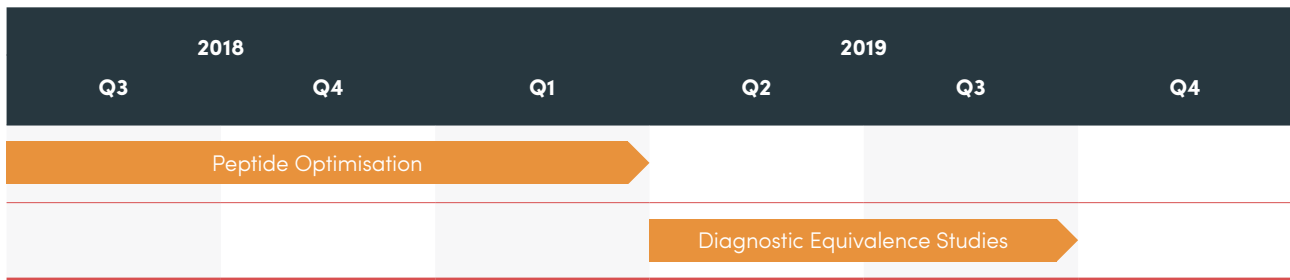 2018 2019
Q3 Q4 Q1 Q2 Q3 Q4
Peptide Optimisation
Diagnostic Equivalence Studies